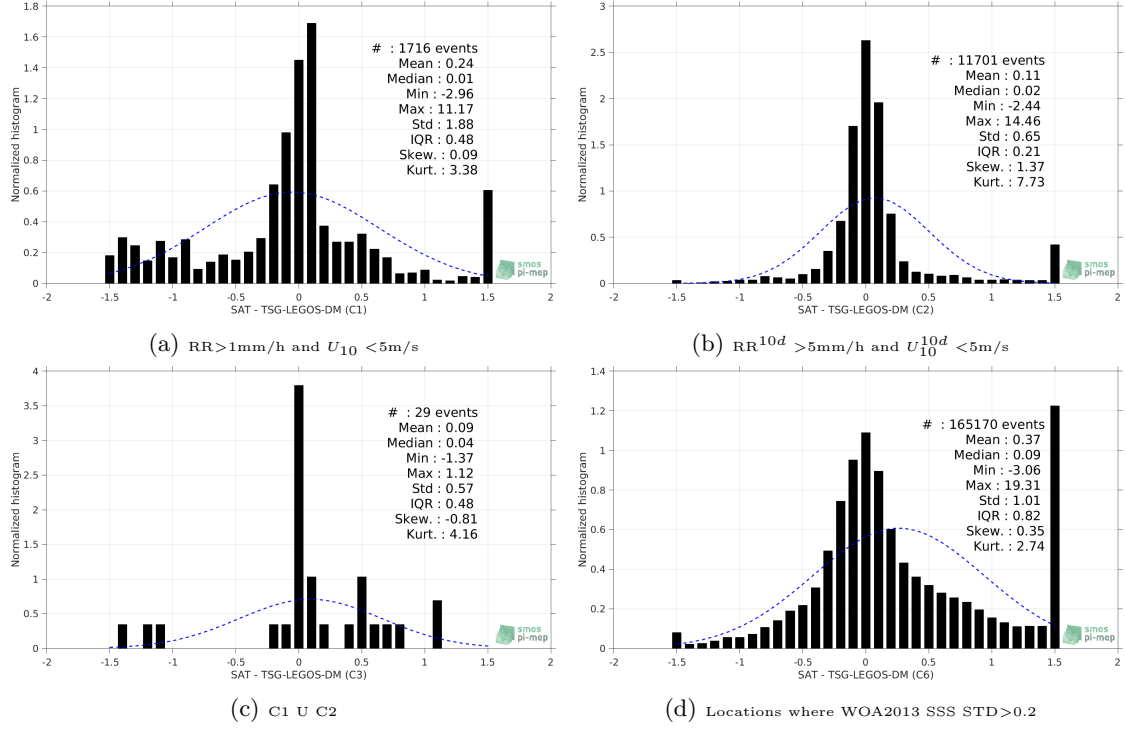 1.8
1.6
1.4
1.2
1
0.8
0.6
0.4
0.2
0
-2
-1.5
-1
-0.5
0
0.5
1
1.5
2
Normalized histogram
SAT - TSG-LEGOS-DM (C1)
# : 1716 events
Mean : 0.24
Median : 0.01
Min : -2.96
Max : 11.17
Std : 1.88
IQR : 0.48
Skew. : 0.09
Kurt. : 3.38
smos
pi-mep
(a) RR>1mm/h and U10 <5m/s
3
2.5
2
1.5
1
0.5
0
-2
-1.5
-1
-0.5
0
0.5
1
1.5
2
Normalized histogram
SAT - TSG-LEGOS-DM (C2)
# : 11701 events
Mean : 0.11
Median : 0.02
Min : -2.44
Max : 14.46
Std : 0.65
IQR : 0.21
Skew. : 1.37
Kurt. : 7.73
smos
pi-mep
(b) RR10d >5mm/h and U10d10 <5m/s
4
3.5
3
2.5
2
1.5
1
0.5
0
-2
-1.5
-1
-0.5
0
0.5
1
1.5
2
Normalized histogram
SAT - TSG-LEGOS-DM (C3)
# : 29 events
Mean : 0.09
Median : 0.04
Min : -1.37
Max : 1.12
Std : 0.57
IQR : 0.48
Skew. : -0.81
Kurt. : 4.16
smos
pi-mep
(c) C1 U C2
1.4
1.2
1
0.8
0.6
0.4
0.2
0
-2
-1.5
-1
-0.5
0
0.5
1
1.5
2
Normalized histogram
SAT - TSG-LEGOS-DM (C6)
# : 165170 events
Mean : 0.37
Median : 0.09
Min : -3.06
Max : 19.31
Std : 1.01
IQR : 0.82
Skew. : 0.35
Kurt. : 2.74
smos
pi-mep
(d) Locations where WOA2013 SSS STD>0.2